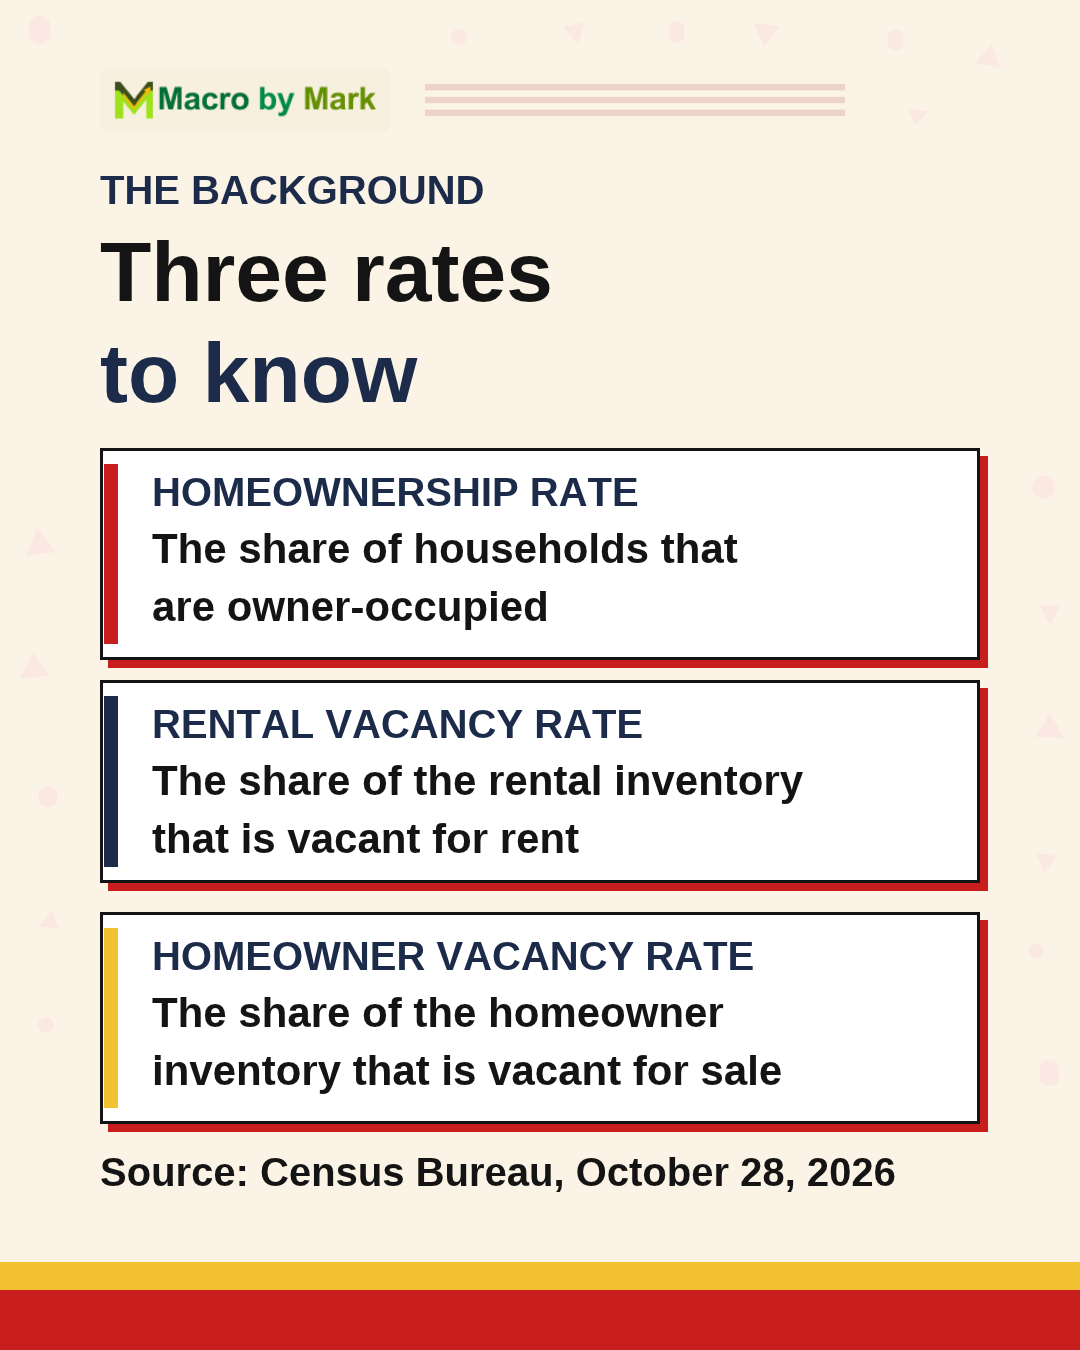 Macro by Mark
THE BACKGROUND
Three rates
to know
HOMEOWNERSHIP RATE
The share of households that
are owner-occupied
RENTAL VACANCY RATE
The share of the rental inventory
that is vacant for rent
HOMEOWNER VACANCY RATE
The share of the homeowner
inventory that is vacant for sale
Source: Census Bureau, October 28, 2026